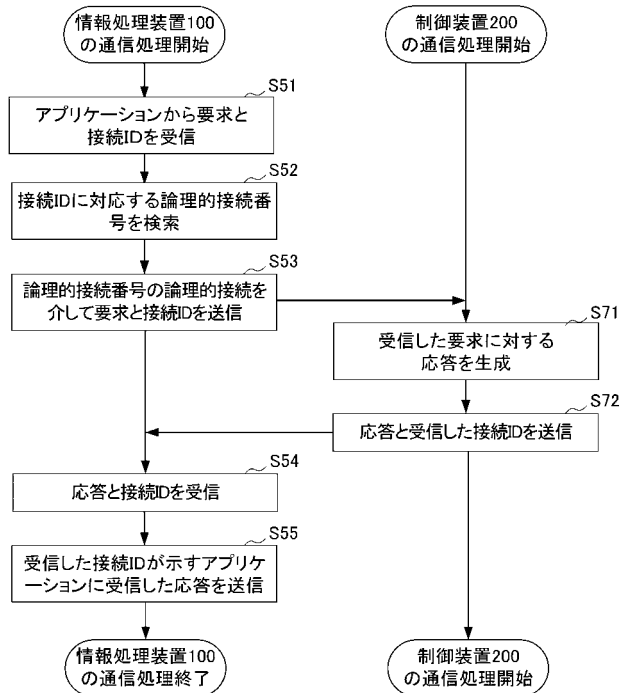 情報処理装置100
の通信処理開始
制御装置200
の通信処理開始
S51
アプリケーションから要求と
接続IDを受信
S52
接続IDに対応する論理的接続番
号を検索
S53
論理的接続番号の論理的接続を
介して要求と接続IDを送信
S71
受信した要求に対する
応答を生成
S72
応答と受信した接続IDを送信
S54
応答と接続IDを受信
S55
受信した接続IDが示すアプリケ
ーションに受信した応答を送信
情報処理装置100
の通信処理終了
制御装置200
の通信処理開始